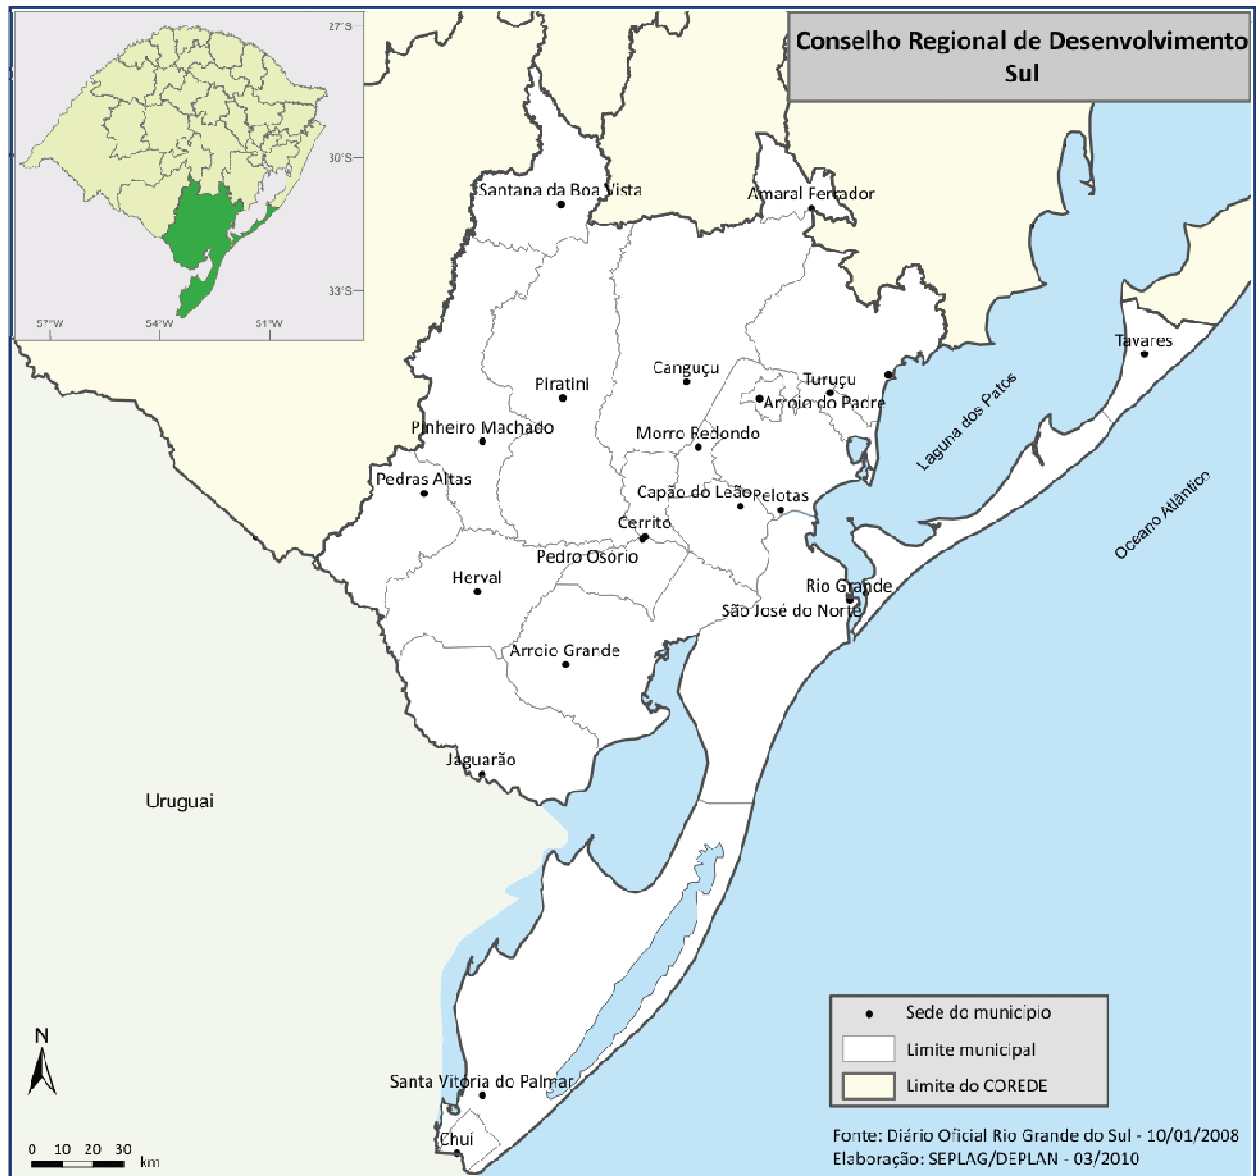 Conselho Regional de Desenvolvimento
Sul
27°S
30°S
33°S
57°W
54°W
51°W
Santana da Boa Vista
Amaral Ferrador
Tavares
Canguçu
Piratini
Turuçu
Arroio do Padre
Pinheiro Machado
Morro Redondo
Laguna dos Patos
Pedras Altas
Capão do Leão
Pelotas
Oceano Atlântico
Cerrito
Pedro Osório
Herval
Rio Grande
São José do Norte
Arroio Grande
Jaguarão
Uruguai
Santa Vitória do Palmar
Chuí
N
0 10 20 30
km
Sede do município
Limite municipal
Limite do COREDE
Fonte: Diário Oficial Rio Grande do Sul - 10/01/2008
Elaboração: SEPLAG/DEPLAN - 03/2010